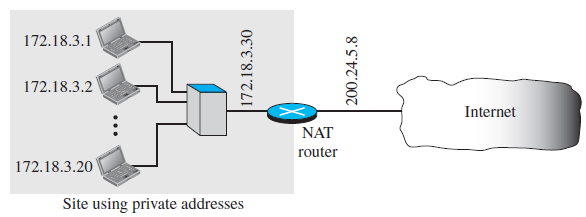 172.18.3.1
172.18.3.2
172.18.3.20
172.18.3.30
200.24.5.8
NAT
router
Internet
Site using private addresses